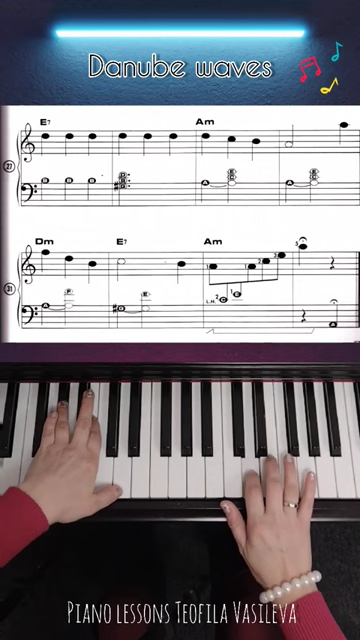 Danube waves
E7 Am
27
Dm E7 Am
31
L.H.
PIANO LESSONS TEOFILA VASILEVA